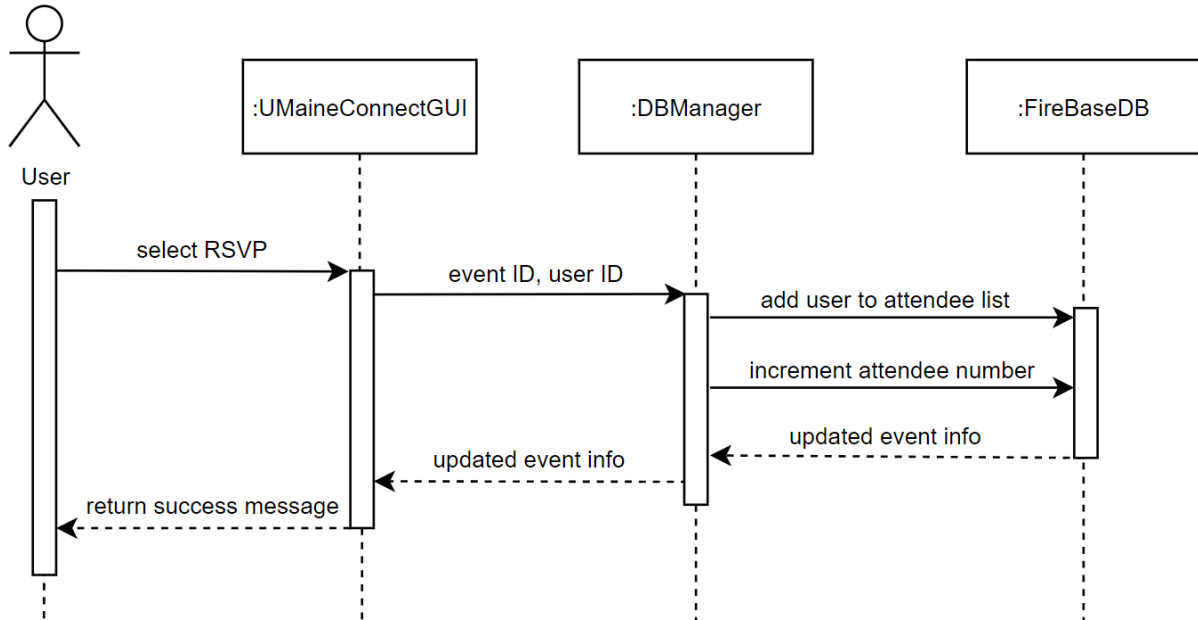 :UMaineConnectGUI
:DBManager
:FireBaseDB
User
select RSVP
event ID, user ID
add user to attendee list
increment attendee number
updated event info
updated event info
return success message